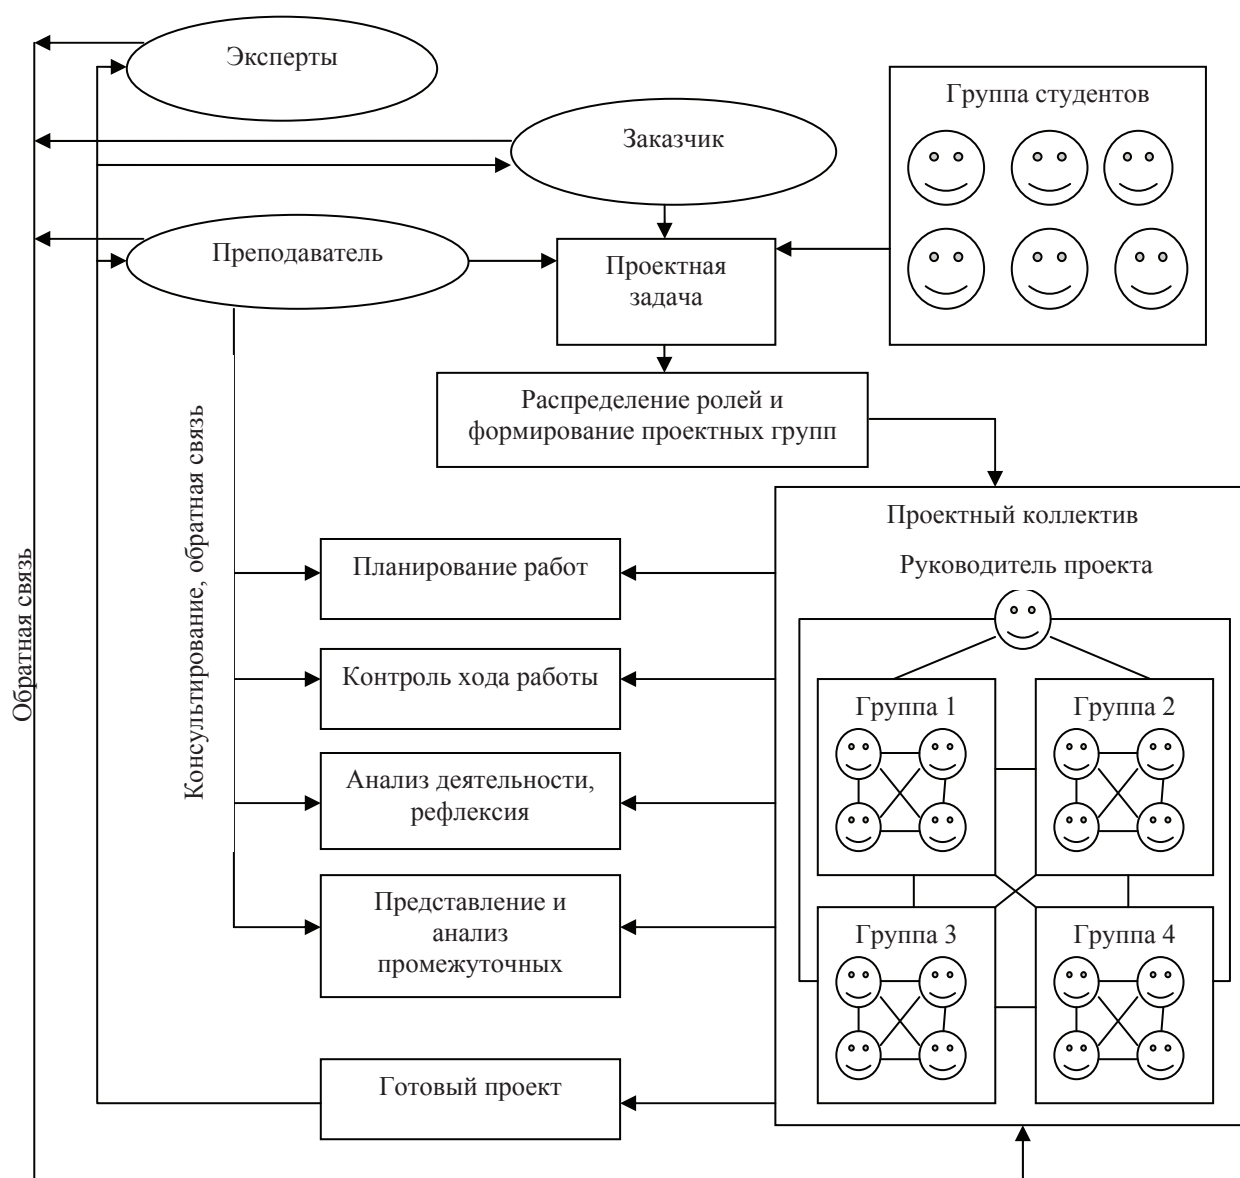 Эксперты
Группа студентов
Заказчик
Преподаватель
Проектная
задача
Распределение ролей и
формирование проектных групп
Обратная связь
Консультирование, обратная связь
Проектный коллектив
Руководитель проекта
Планирование работ
Контроль хода работы
Группа 1
Группа 2
Анализ деятельности,
рефлексия
Представление и
анализ
промежуточных
Группа 3
Группа 4
Готовый проект